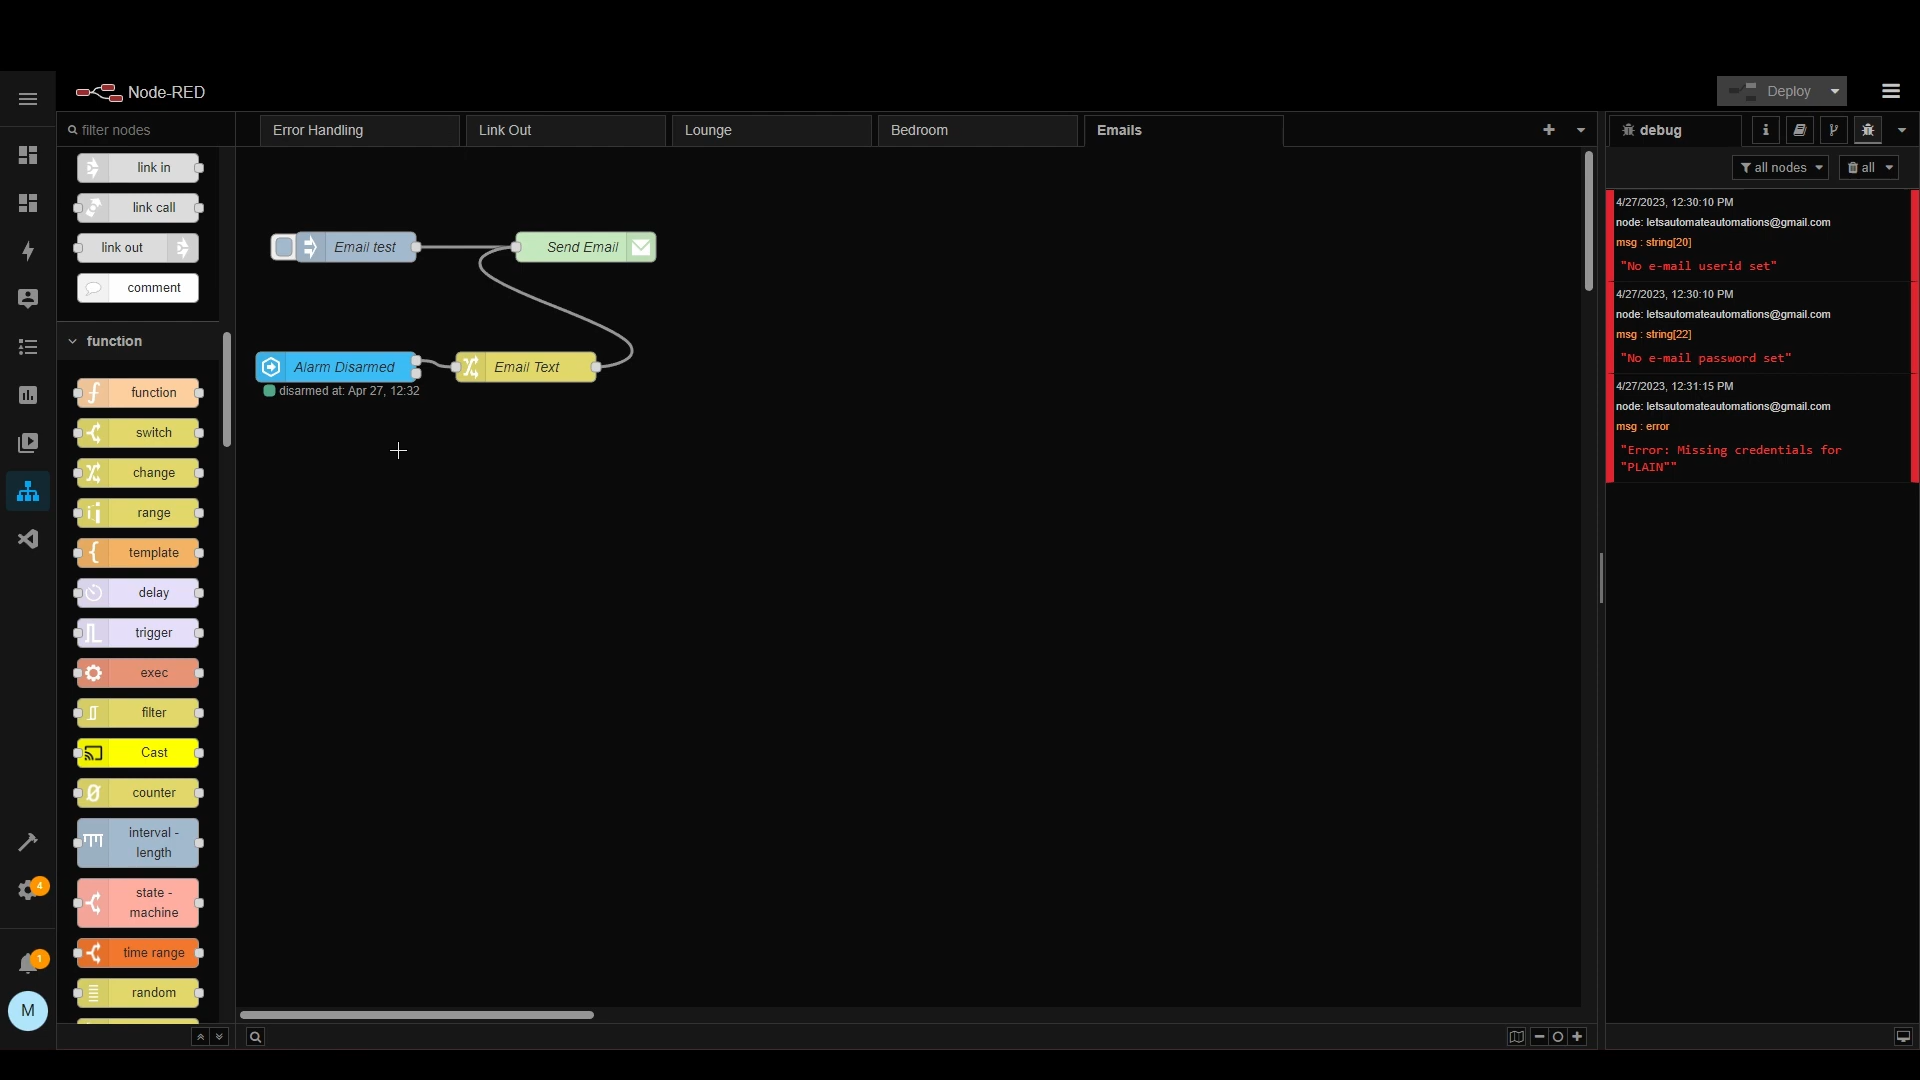 Node-RED
Deploy
filter nodes
Error Handling
Link Out
Lounge
Bedroom
Emails
debug
i
all nodes
all
link in
link call
link out
comment
function
function
switch
change
range
template
delay
trigger
exec
filter
Cast
counter
interval -
length
state -
machine
time range
random
Email test
Send Email
Alarm Disarmed
Email Text
disarmed at: Apr 27, 12:32
4/27/2023, 12:30:10 PM
node: letsautomateautomations@gmail.com
msg : string[20]
"No e-mail userid set"
4/27/2023, 12:30:10 PM
node: letsautomateautomations@gmail.com
msg : string[22]
"No e-mail password set"
4/27/2023, 12:31:15 PM
node: letsautomateautomations@gmail.com
msg : error
"Error: Missing credentials for
"PLAIN""
4
1
M